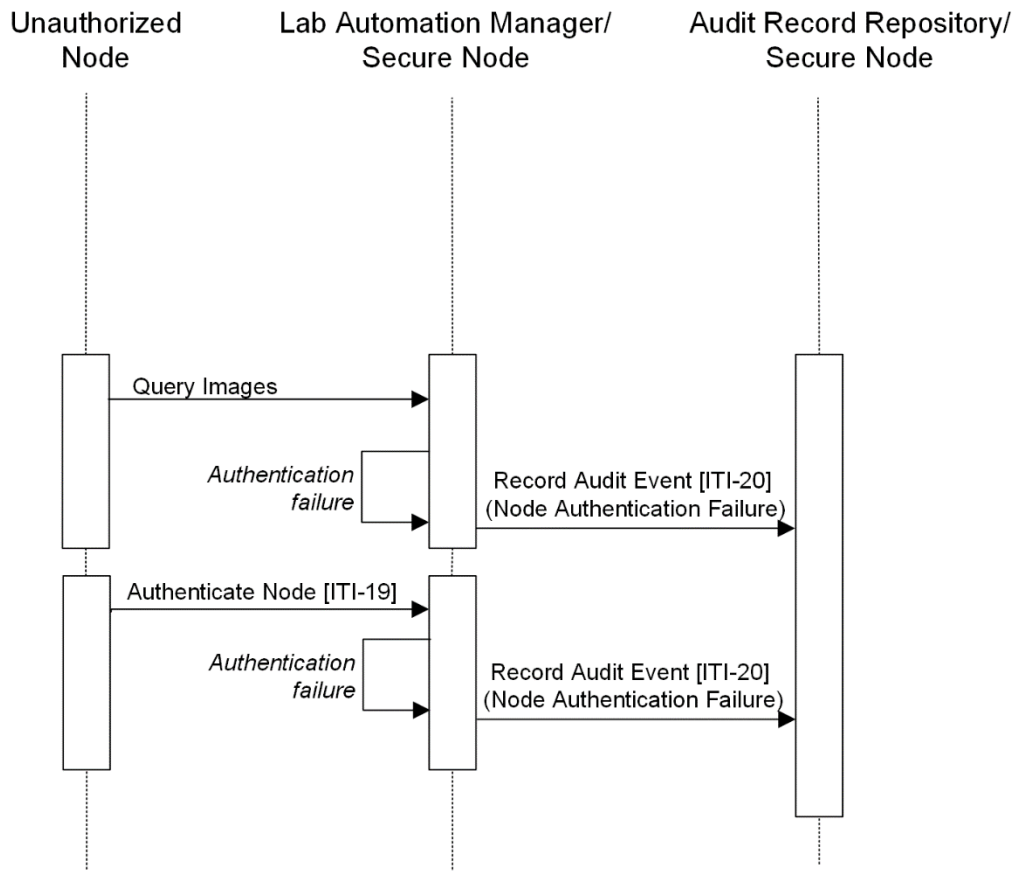 Unauthorized
Node
Lab Automation Manager/
Secure Node
Audit Record Repository/
Secure Node
Query Images
Authentication
failure
Record Audit Event [ITI-20]
(Node Authentication Failure)
Authenticate Node [ITI-19]
Authentication
failure
Record Audit Event [ITI-20]
(Node Authentication Failure)